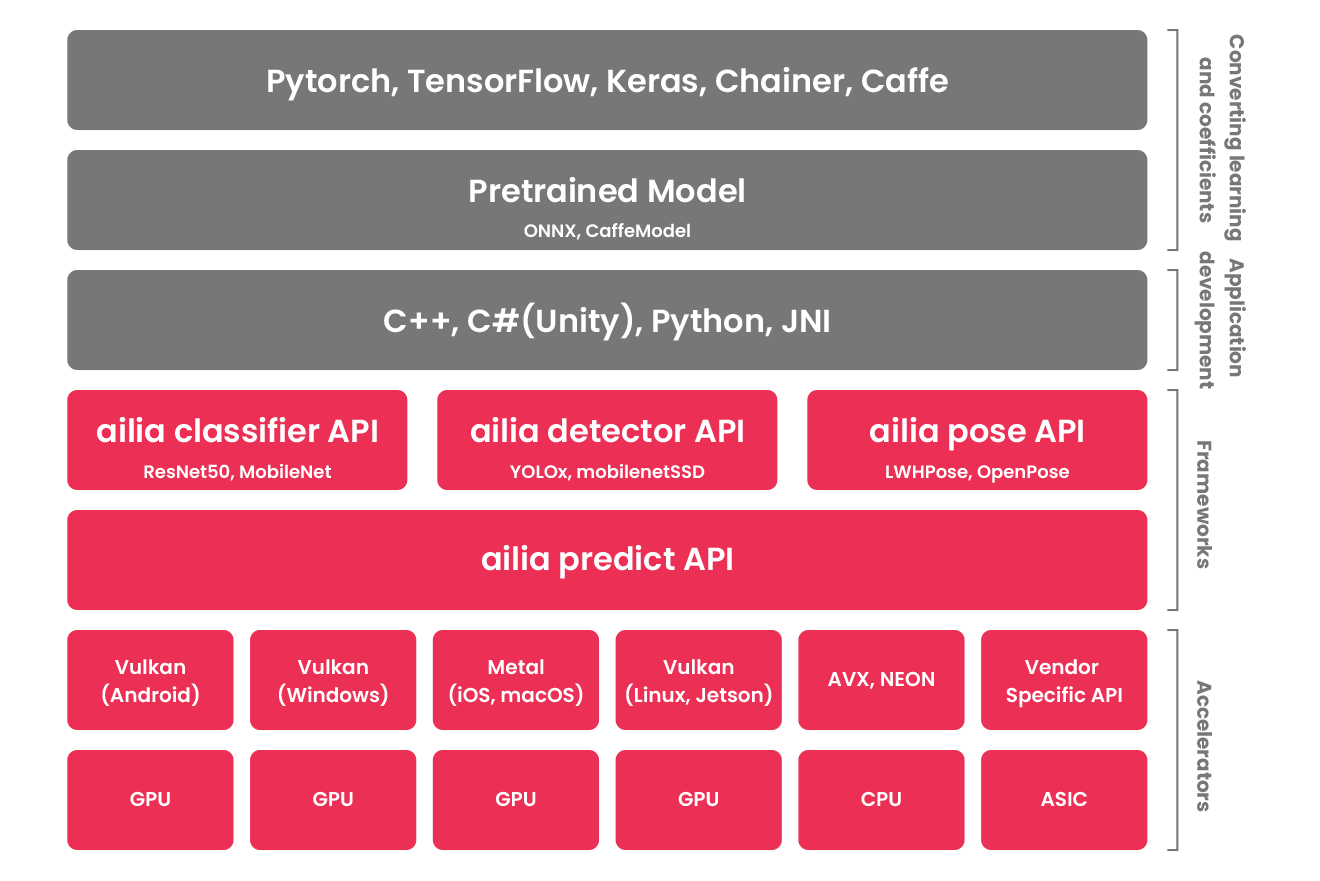 Pytorch, TensorFlow, Keras, Chainer, Caffe
Pretrained Model
ONNX, CaffeModel
Converting learning
and coefficients
C++, C#(Unity), Python, JNI
Application
development
ailia classifier API
ResNet50, MobileNet
ailia detector API
YOLOx, mobilenetSSD
ailia pose API
LWHPose, OpenPose
ailia predict API
Frameworks
Vulkan
(Android)
Vulkan
(Windows)
Metal
(iOS, macOS)
Vulkan
(Linux, Jetson)
AVX, NEON
Vendor
Specific API
GPU
GPU
GPU
GPU
CPU
ASIC
Accelerators